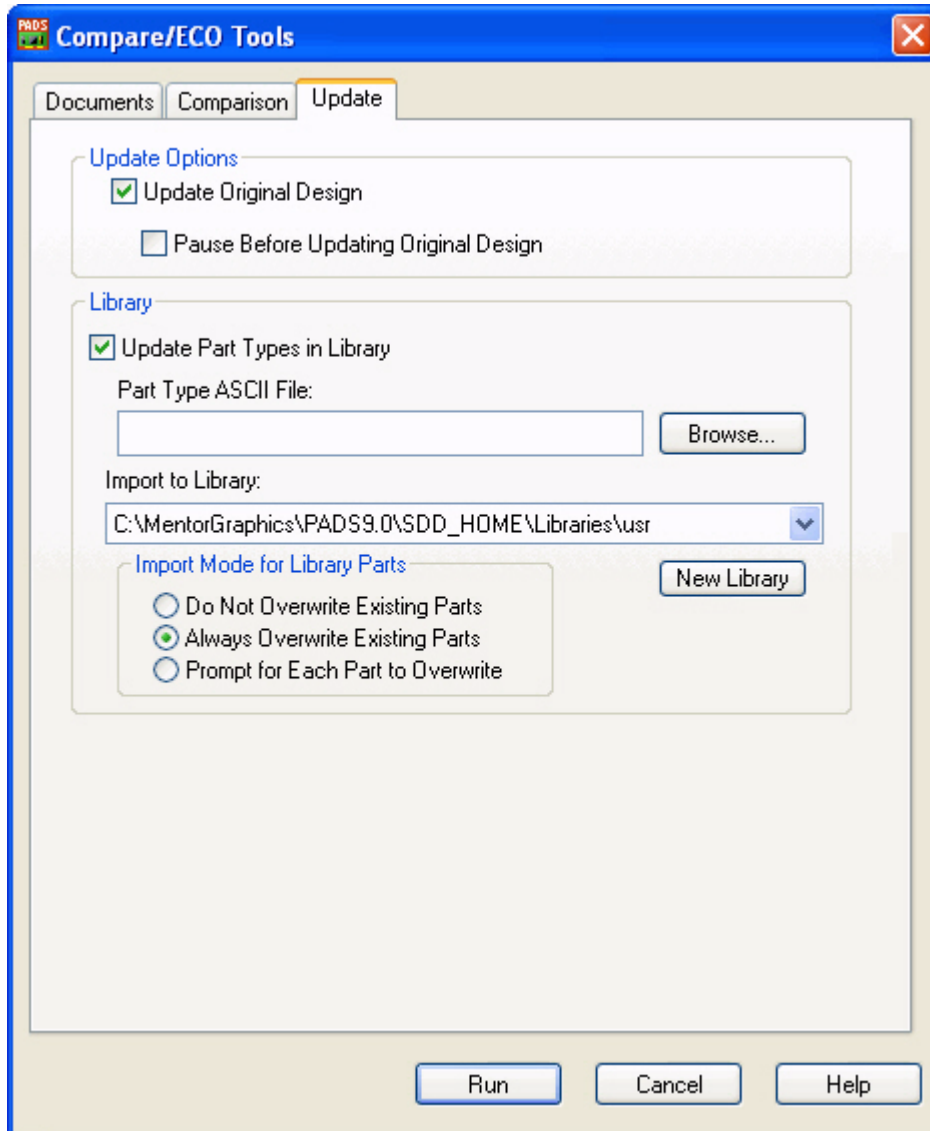 PADS
Compare/ECO Tools
Documents Comparison Update
Update Options
Update Original Design
Pause Before Updating Original Design
Library
Update Part Types in Library
Part Type ASCII File:
Browse...
Import to Library:
C:\MentorGraphics\PADS9.0\SDD_HOME\Libraries\usr
Import Mode for Library Parts
New Library
Do Not Overwrite Existing Parts
Always Overwrite Existing Parts
Prompt for Each Part to Overwrite
Run Cancel Help